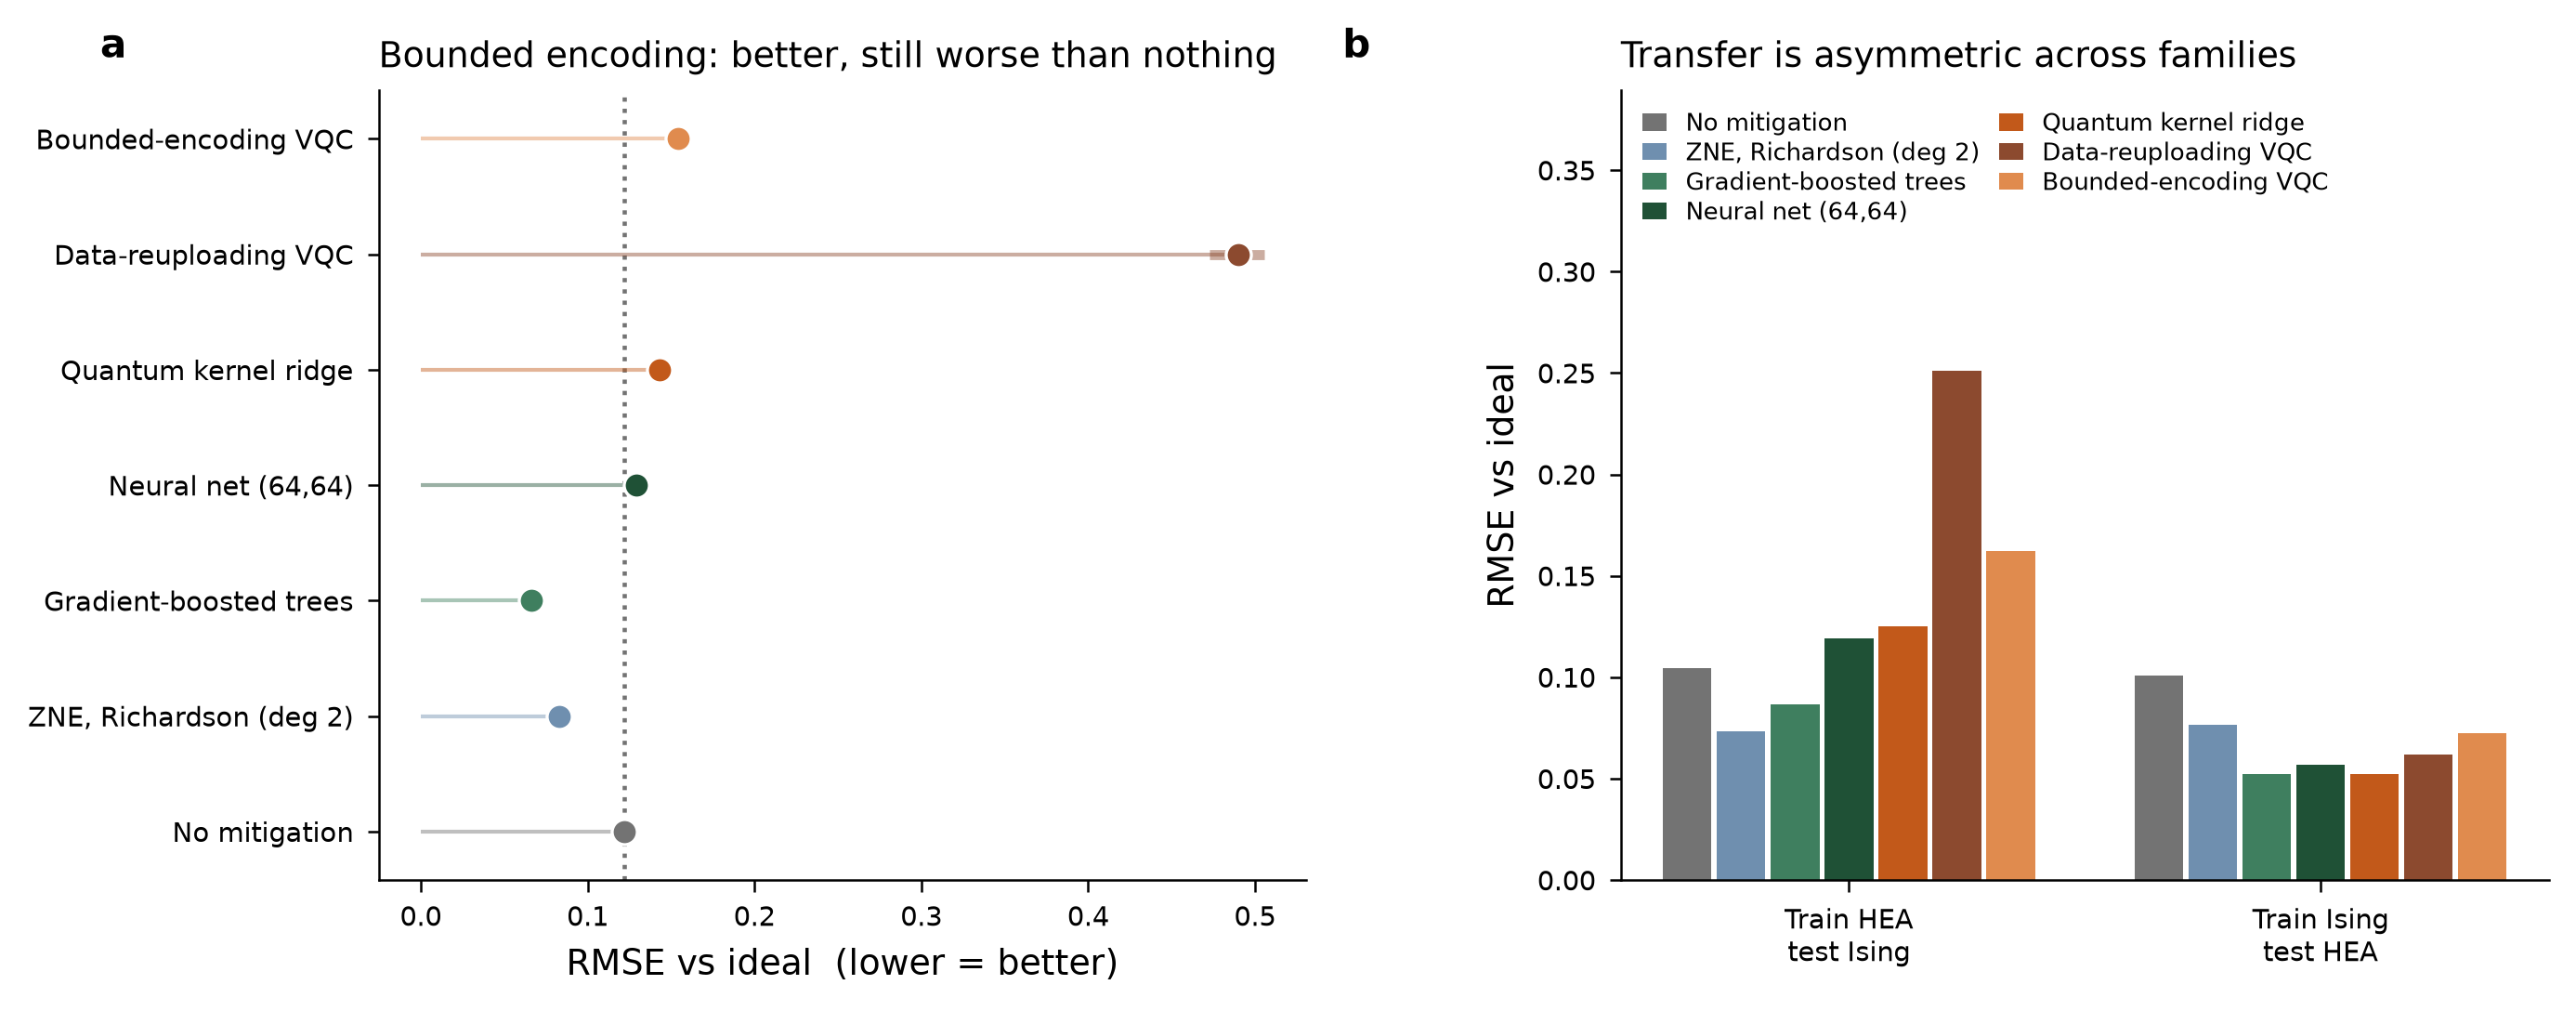 a
Bounded encoding: better, still worse than nothing
Bounded-encoding VQC
Data-reuploading VQC
Quantum kernel ridge
Neural net (64,64)
Gradient-boosted trees
ZNE, Richardson (deg 2)
No mitigation
0.0 0.1 0.2 0.3 0.4 0.5
RMSE vs ideal (lower = better)
b
Transfer is asymmetric across families
No mitigation
ZNE, Richardson (deg 2)
Gradient-boosted trees
Neural net (64,64)
Quantum kernel ridge
Data-reuploading VQC
Bounded-encoding VQC
RMSE vs ideal
0.35
0.30
0.25
0.20
0.15
0.10
0.05
0.00
Train HEA
test Ising
Train Ising
test HEA